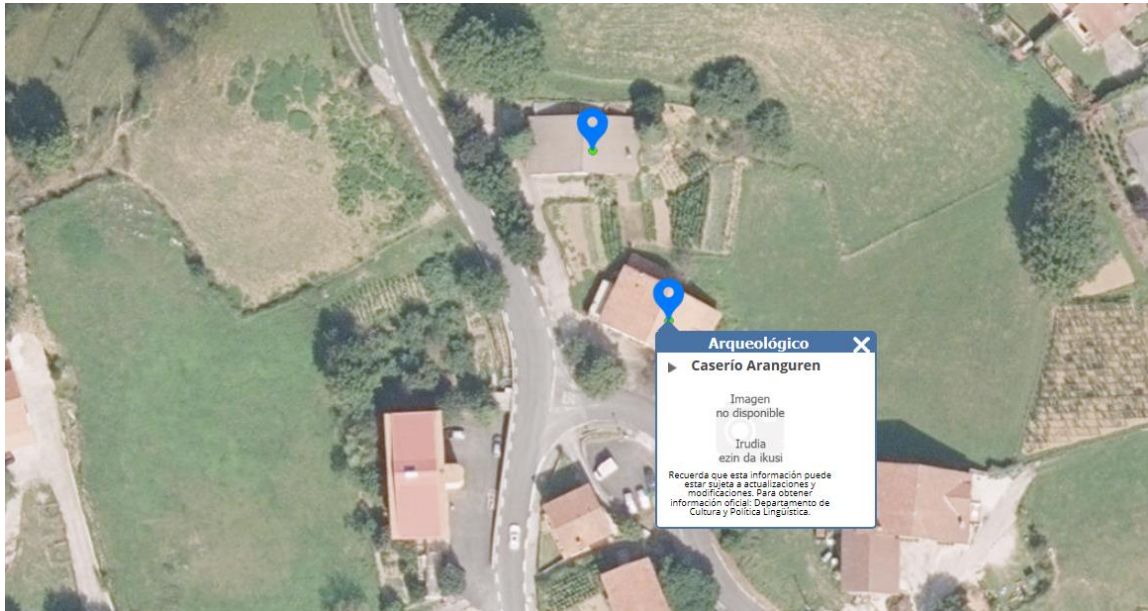 Arqueológico
Caserío Aranguren
Imagen
no disponible
Irudia
ezin da ikusi
Recuerda que esta información puede
estar sujeta a actualizaciones y
modificaciones. Para obtener
información oficial: Departamento de
Cultura y Política Lingüística.